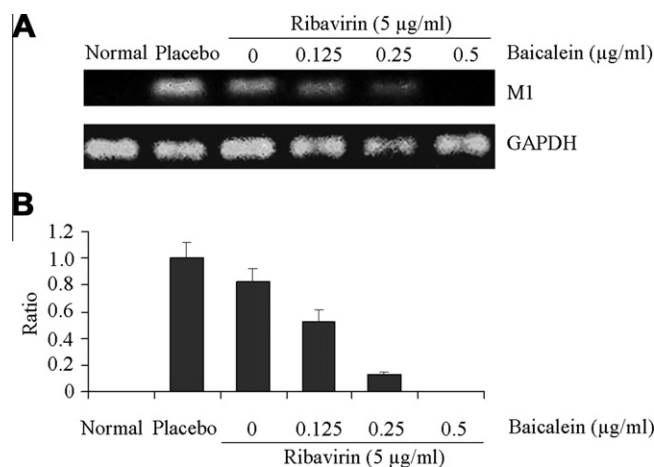 A
Ribavirin (5 µg/ml)
Normal Placebo 0 0.125 0.25 0.5 Baicalein (µg/ml)
M1
GAPDH
B
1.2
1.0
0.8
0.6
0.4
0.2
0
Ratio
Normal Placebo 0 0.125 0.25 0.5 Baicalein (µg/ml)
Ribavirin (5 µg/ml)